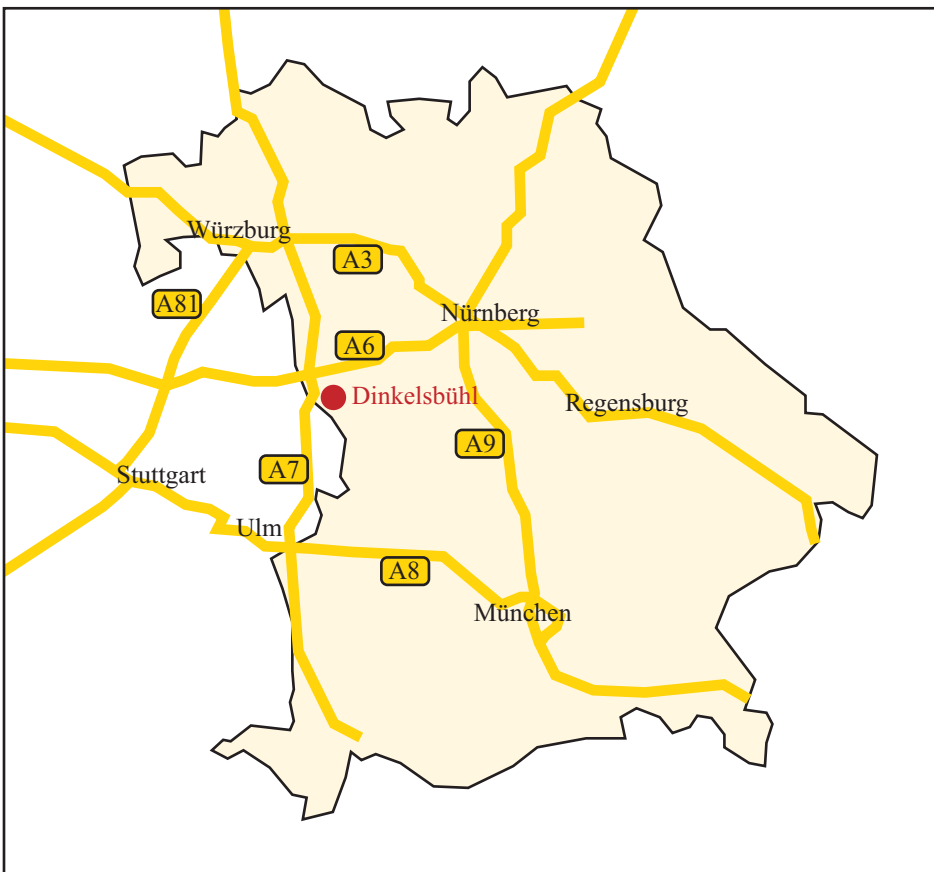 Würzburg
A3
A81
Nürnberg
A6
Dinkelsbühl
Regensburg
A9
A7
Stuttgart
Ulm
A8
München